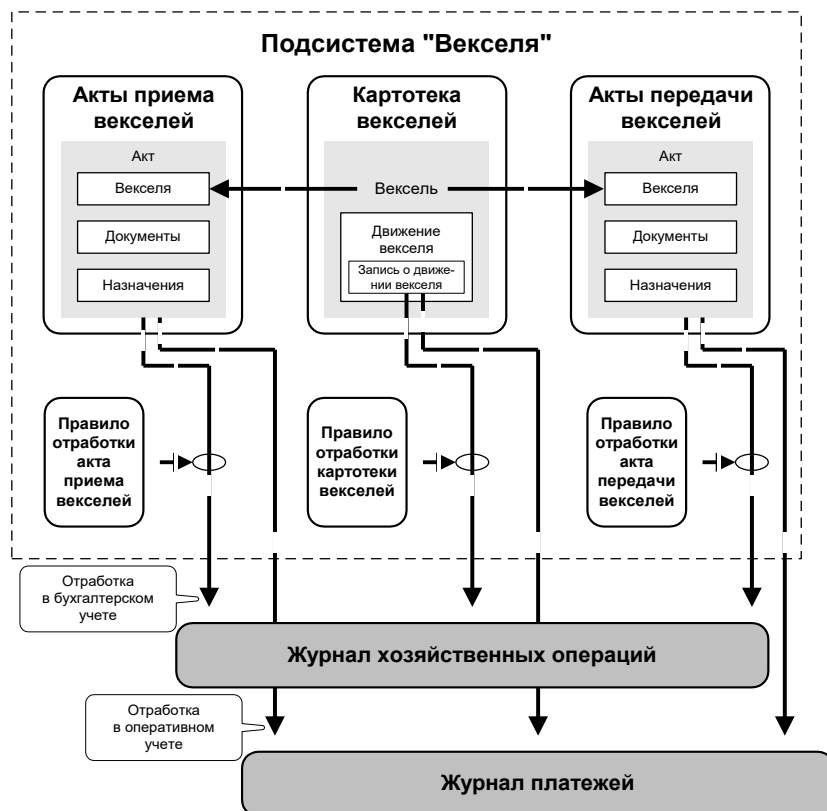 Подсистема "Векселя"
Акты приема
векселей
Акт
Векселя
Документы
Назначения
Картотека
векселей
Вексель
Движение
векселя
Запись о движе-
нии векселя
Акты передачи
векселей
Акт
Векселя
Документы
Назначения
Правило
отработки
акта
приема
векселей
Правило
отработки
картотеки
векселей
Правило
отработки
акта
передачи
векселей
Отработка
в бухгалтерском
учете
Журнал хозяйственных операций
Отработка
в оперативном
учете
Журнал платежей